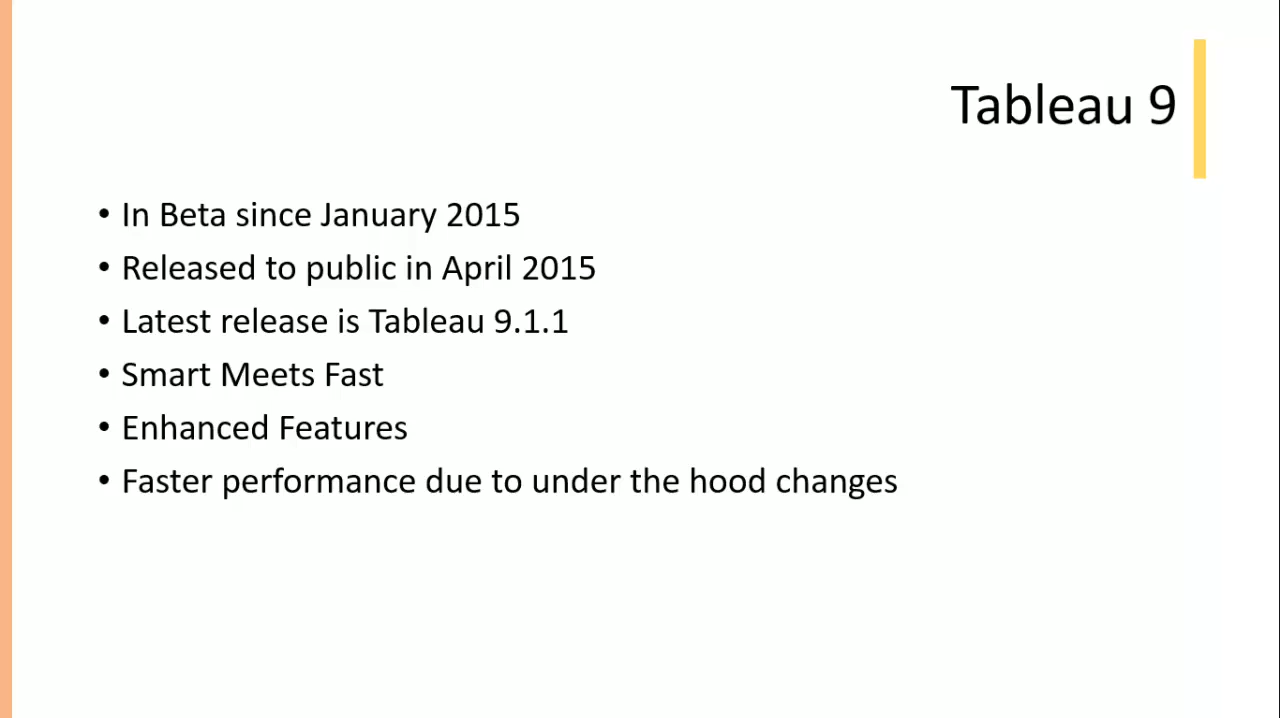 Tableau 9
• In Beta since January 2015
• Released to public in April 2015
• Latest release is Tableau 9.1.1
• Smart Meets Fast
• Enhanced Features
• Faster performance due to under the hood changes